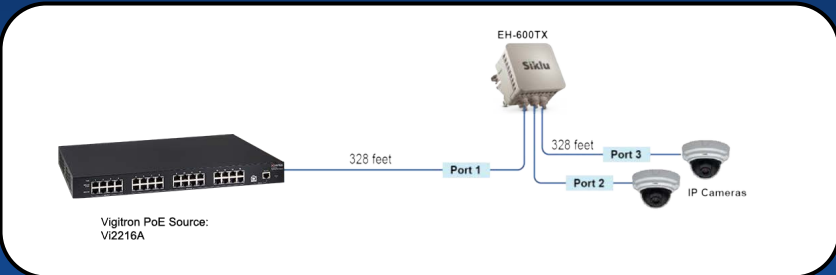 EH-600TX
Siklu
328 feet
Port 1
328 feet
Port 3
Port 2
IP Cameras
Vigitron PoE Source:
Vi2216A